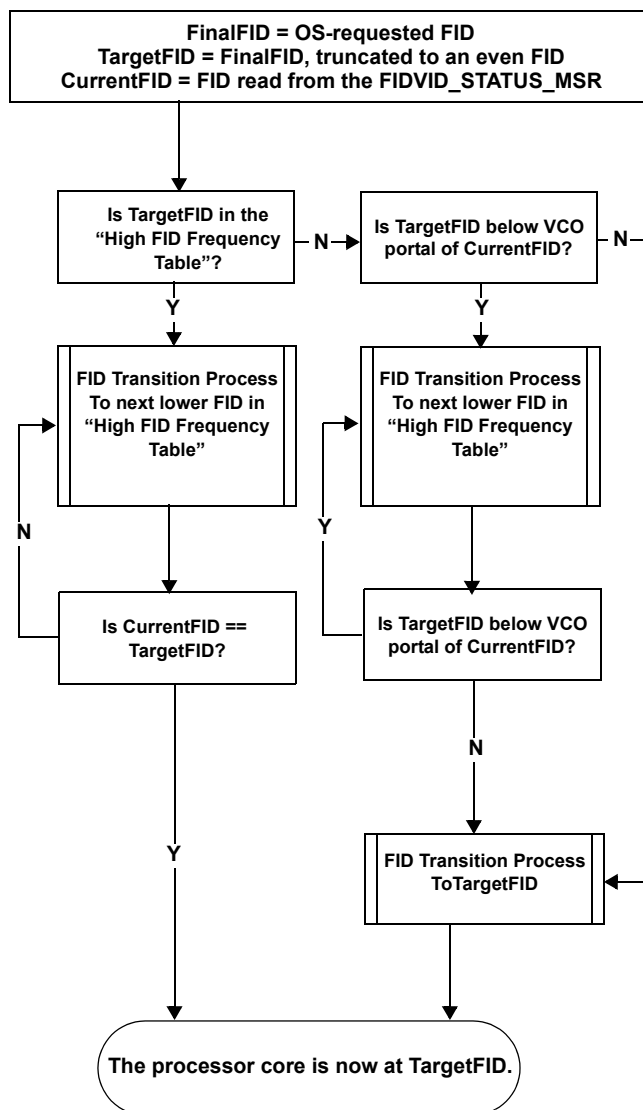 FinalFID = OS-requested FID
TargetFID = FinalFID, truncated to an even FID
CurrentFID = FID read from the FIDVID_STATUS_MSR
Is TargetFID in the
“High FID Frequency
Table”?
N
Is TargetFID below VCO
portal of CurrentFID?
N
Y
Y
FID Transition Process
To next lower FID in
“High FID Frequency
Table”
FID Transition Process
To next lower FID in
“High FID Frequency
Table”
N
Y
Is CurrentFID ==
TargetFID?
Is TargetFID below VCO
portal of CurrentFID?
N
Y
FID Transition Process
ToTargetFID
The processor core is now at TargetFID.